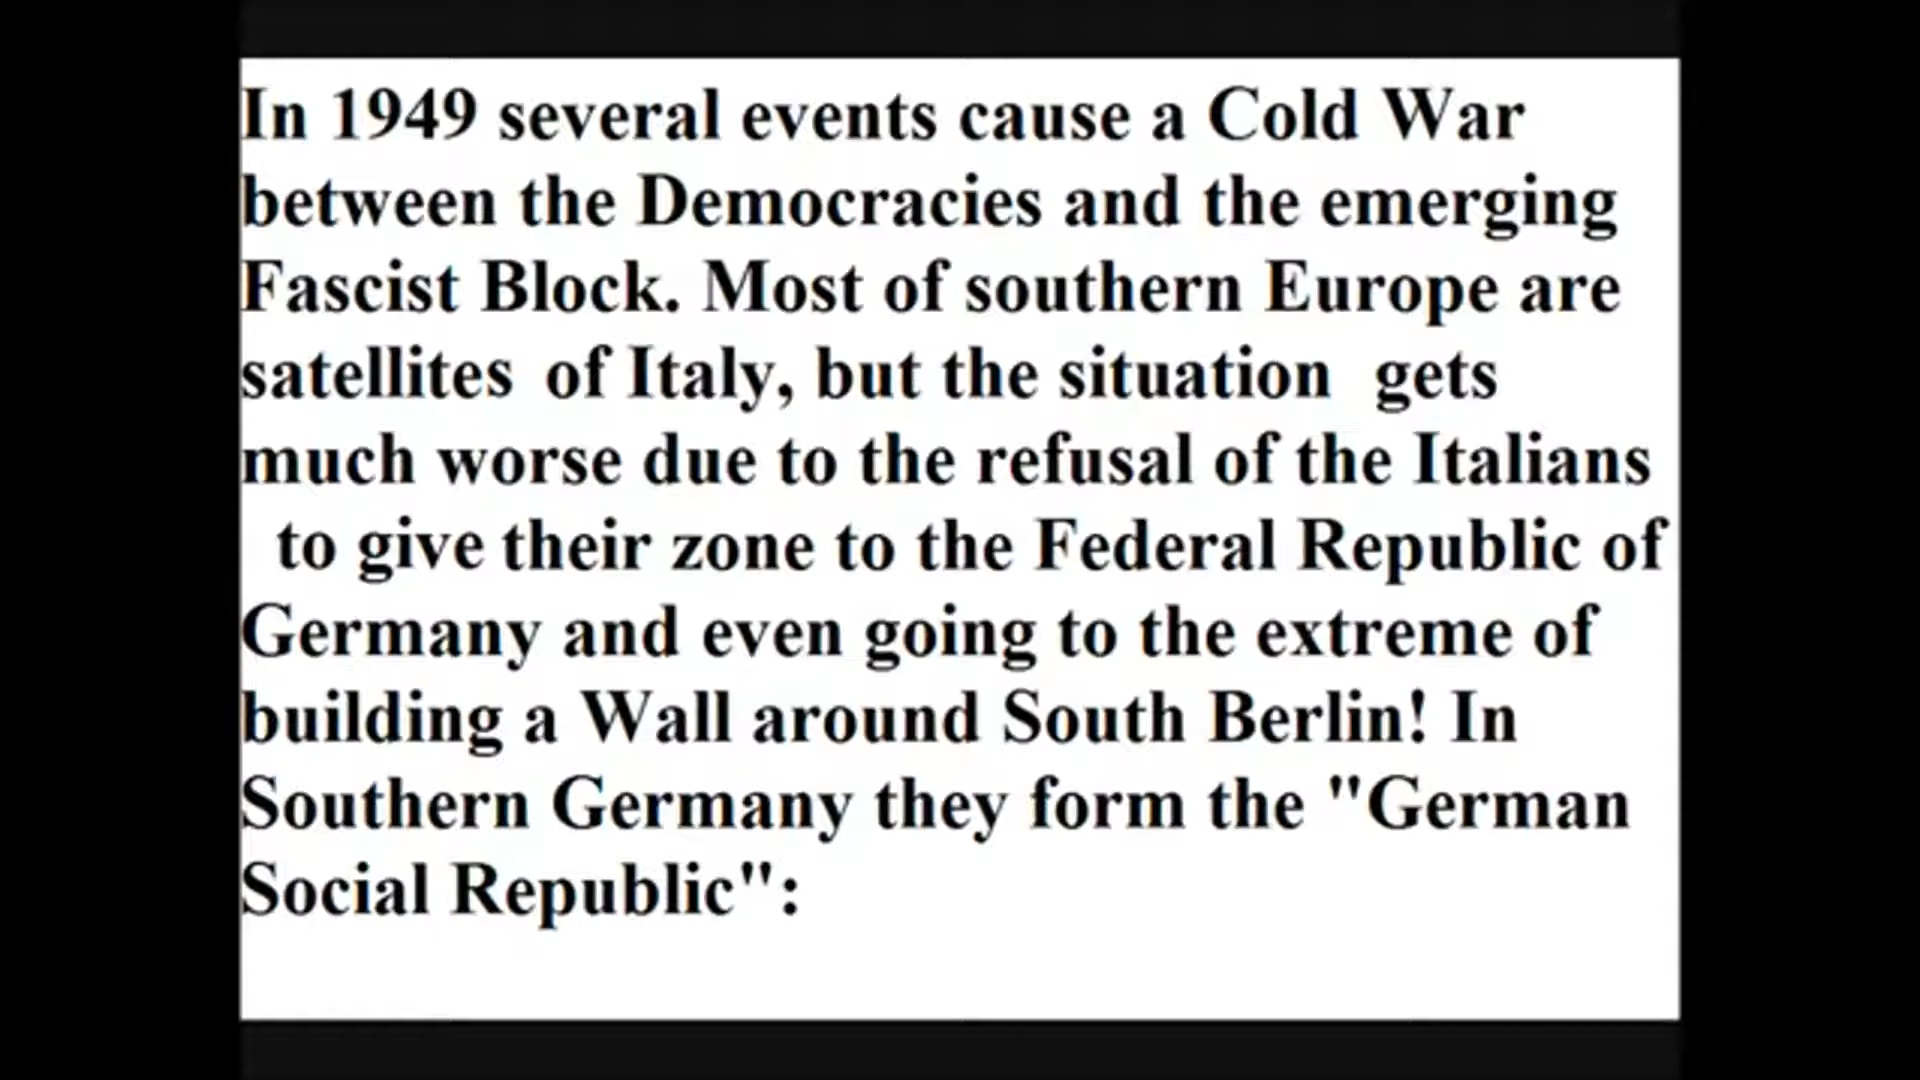 In 1949 several events cause a Cold War
between the Democracies and the emerging
Fascist Block. Most of southern Europe are
satellites of Italy, but the situation gets
much worse due to the refusal of the Italians
to give their zone to the Federal Republic of
Germany and even going to the extreme of
building a Wall around South Berlin! In
Southern Germany they form the "German
Social Republic":